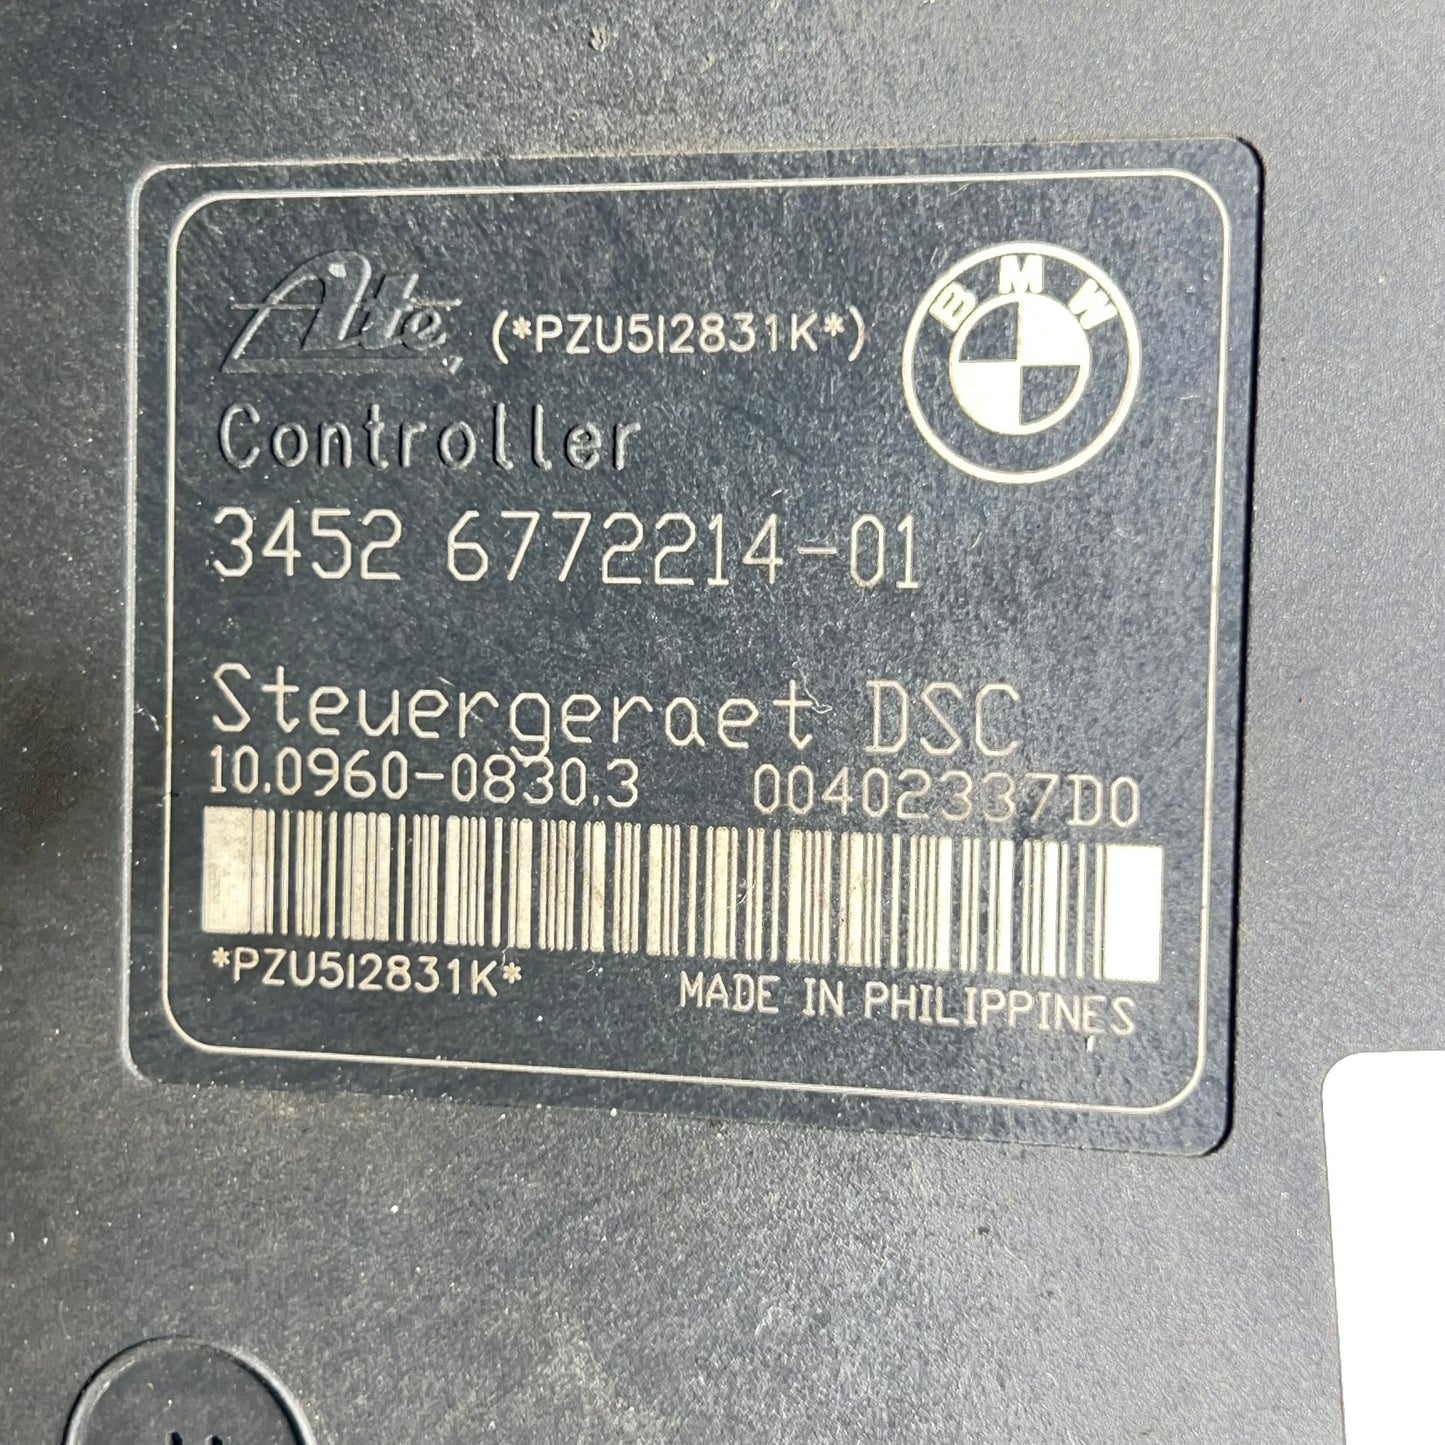 Ate (*PZU5I2831K*) BMW
Controller
3452 6772214-01
Steuergeraet DSC
10.0960-0830.3 00402337D0
*PZU5I2831K* MADE IN PHILIPPINES